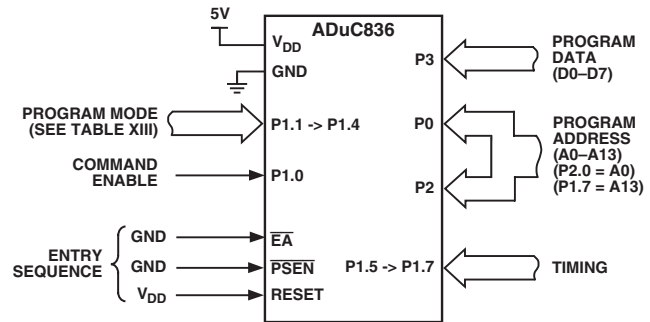 5V
ADuC836
VDD
GND
P3
PROGRAM
DATA
(D0–D7)
PROGRAM MODE
(SEE TABLE XIII)
P1.1 -> P1.4
P0
PROGRAM
ADDRESS
(A0–A13)
(P2.0 = A0)
(P1.7 = A13)
COMMAND
ENABLE
P1.0
P2
ENTRY
SEQUENCE
GND
EA
GND
PSEN
VDD
RESET
P1.5 -> P1.7
TIMING